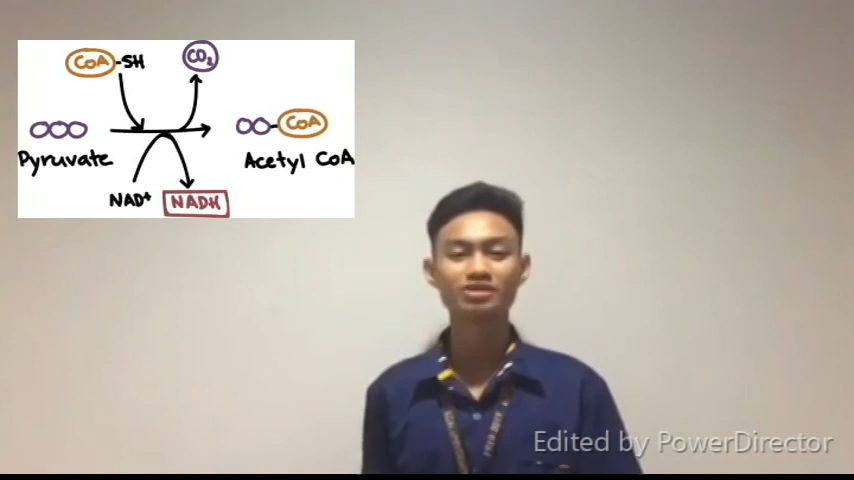 CoA-SH CO₂
CoA
Pyruvate Acetyl CoA
NAD⁺ NADH
Edited by PowerDirector